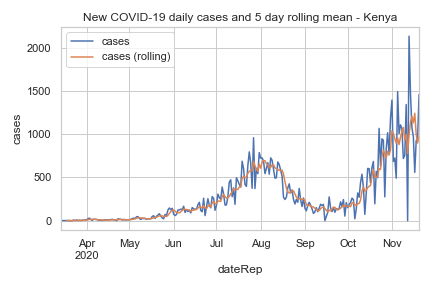 New COVID-19 daily cases and 5 day rolling mean - Kenya
cases
cases (rolling)
2000
1500
1000
500
0
cases
Apr May Jun Jul Aug Sep Oct Nov
2020
dateRep